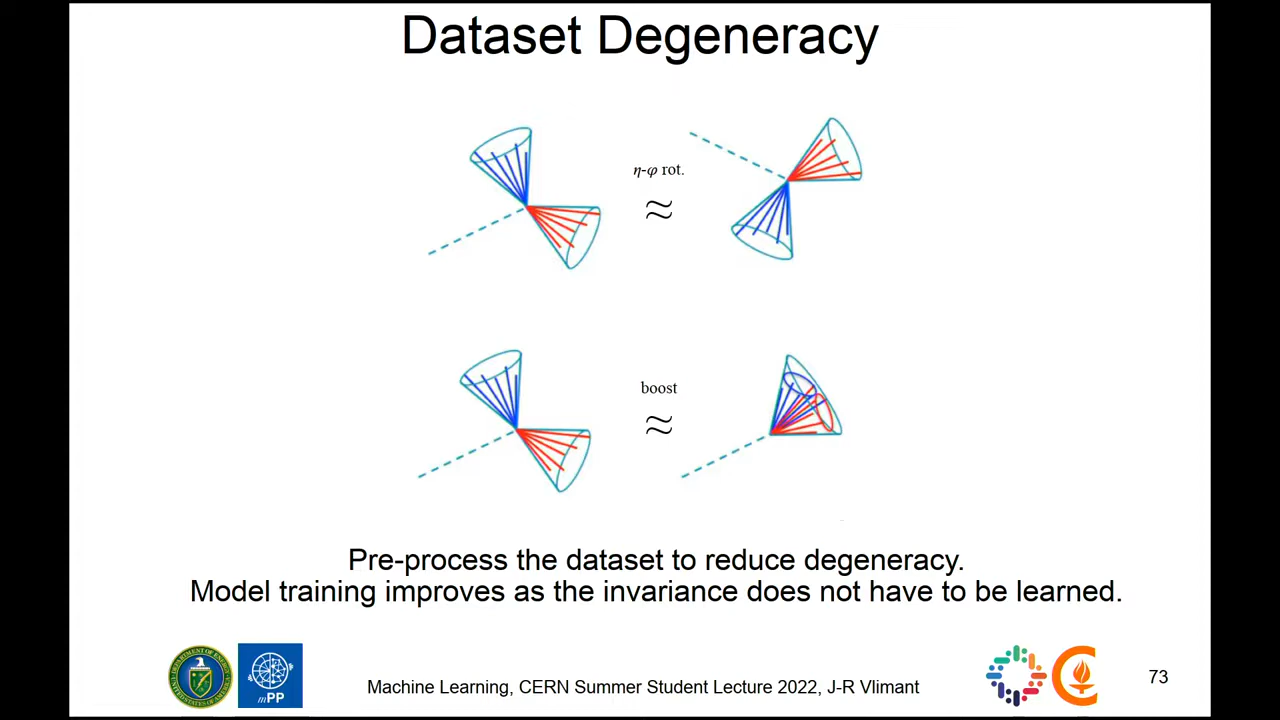 Dataset Degeneracy
η-φ rot.
≈
boost
≈
Pre-process the dataset to reduce degeneracy.
Model training improves as the invariance does not have to be learned.
mPP
Machine Learning, CERN Summer Student Lecture 2022, J-R Vlimant
73